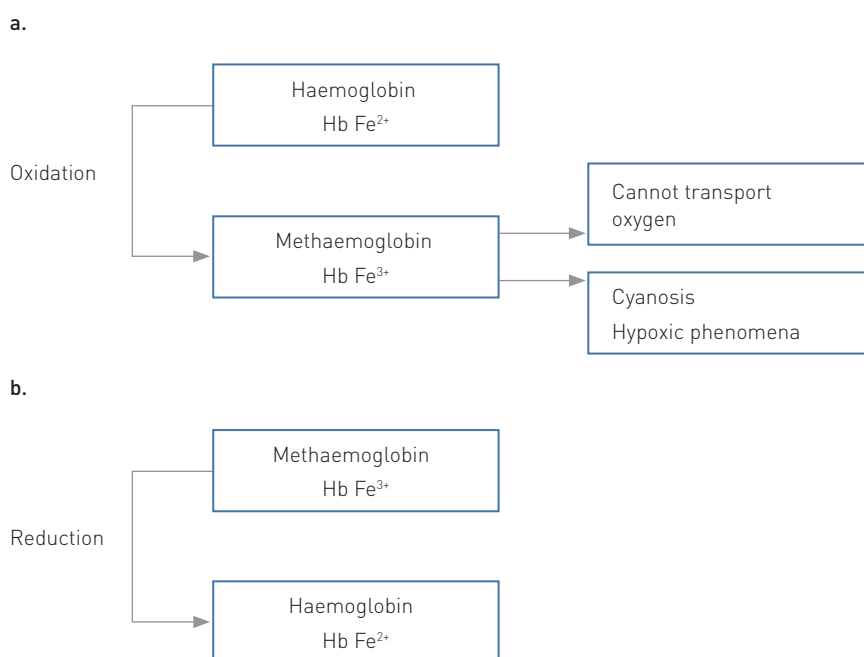 a.
Haemoglobin
Hb Fe²⁺
Oxidation
Methaemoglobin
Hb Fe³⁺
Cannot transport
oxygen
Cyanosis
Hypoxic phenomena
b.
Methaemoglobin
Hb Fe³⁺
Reduction
Haemoglobin
Hb Fe²⁺